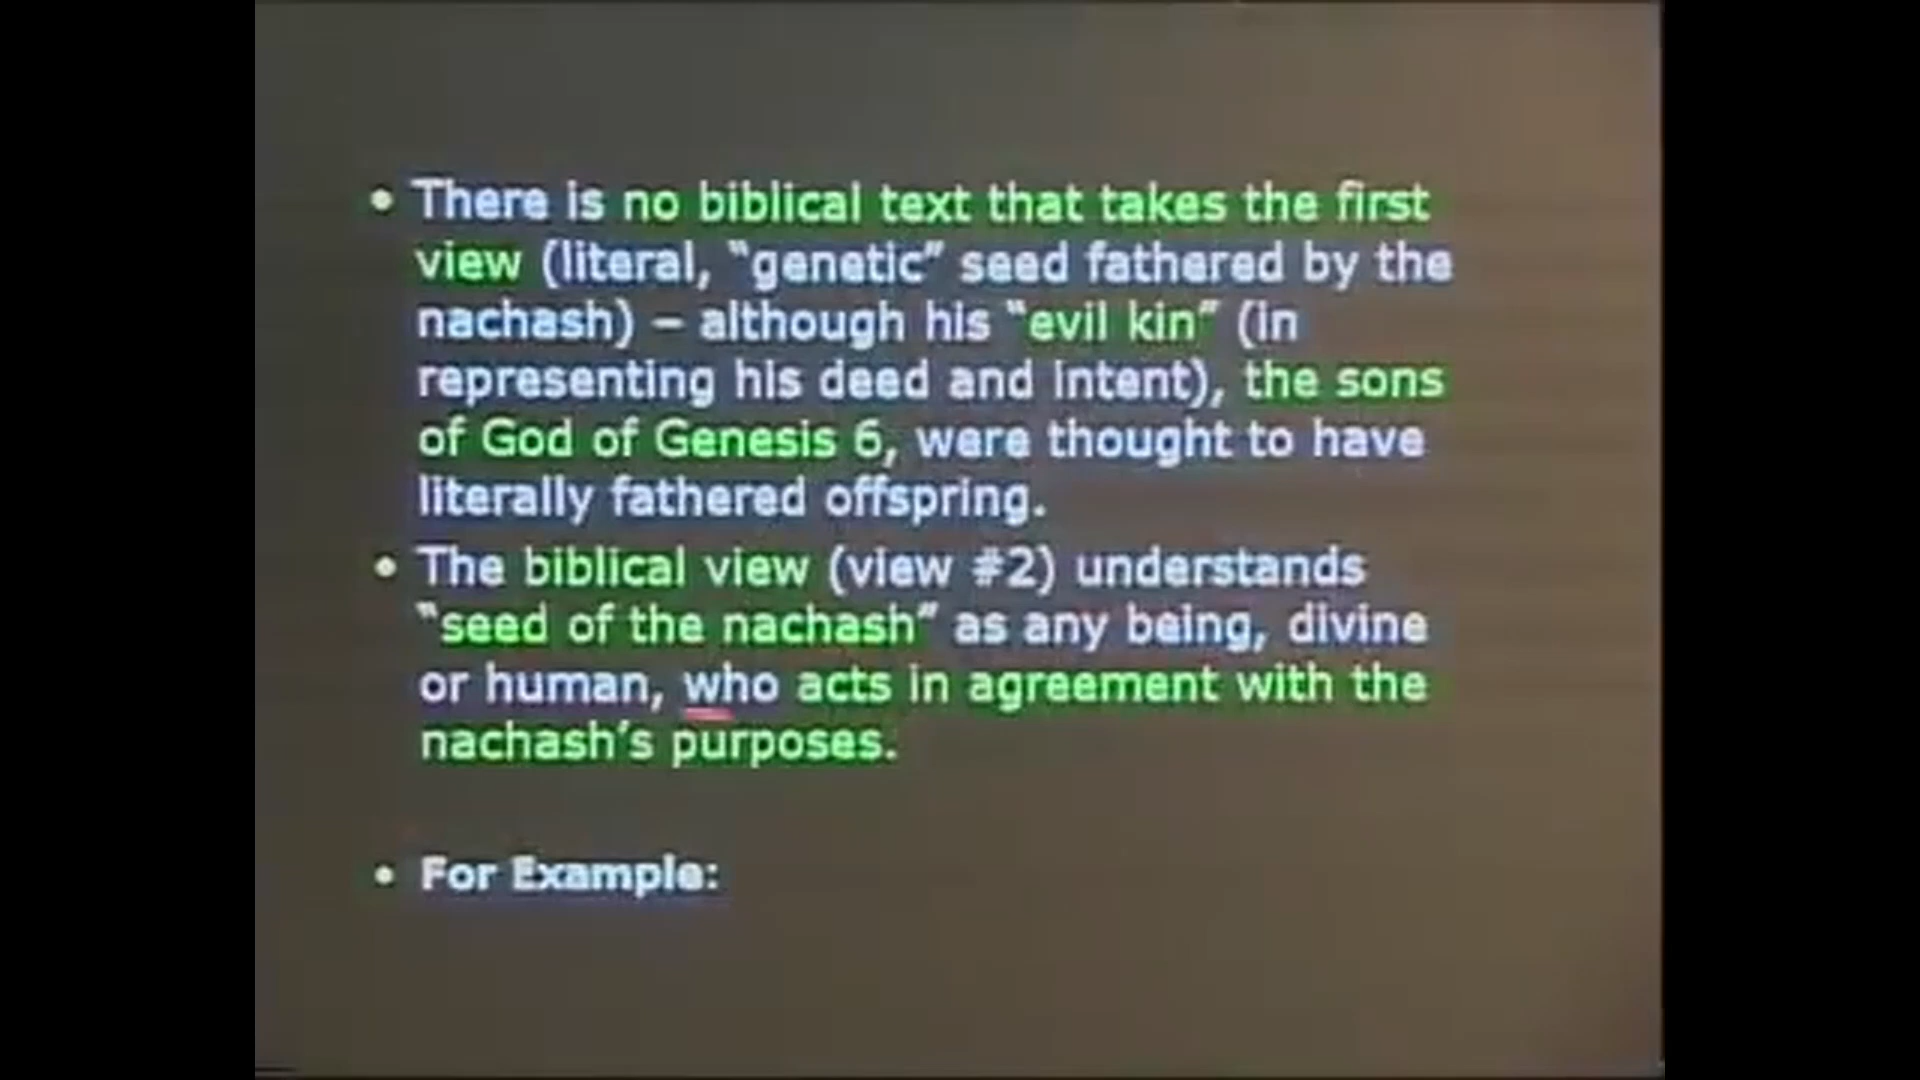 • There is no biblical text that takes the first
view (literal, “genetic” seed fathered by the
nachash) – although his “evil kin” (in
representing his deed and intent), the sons
of God of Genesis 6, were thought to have
literally fathered offspring.
• The biblical view (view #2) understands
“seed of the nachash” as any being, divine
or human, who acts in agreement with the
nachash’s purposes.
• For Example: